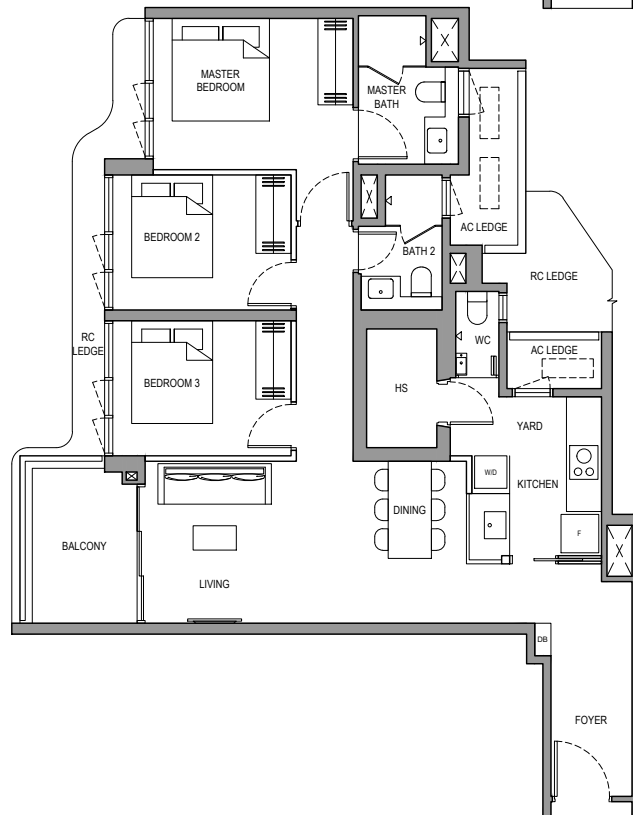 MASTER
BEDROOM
MASTER
BATH
AC LEDGE
BEDROOM 2
BATH 2
RC LEDGE
RC
LEDGE
WC
AC LEDGE
BEDROOM 3
HS
YARD
W/D
KITCHEN
DINING
F
BALCONY
LIVING
DB
FOYER